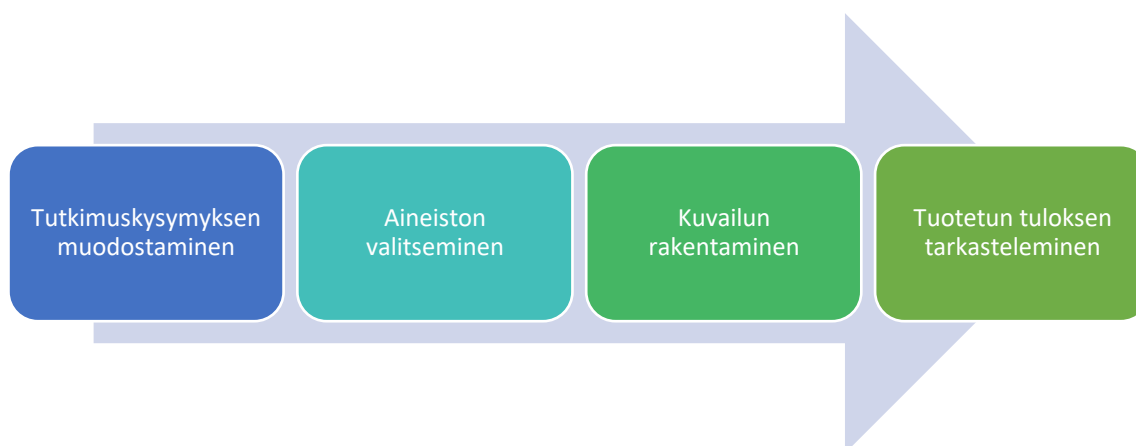 Tutkimuskysymyksen
muodostaminen
Aineiston
valitseminen
Kuvailun
rakentaminen
Tuotetun tuloksen
tarkasteleminen